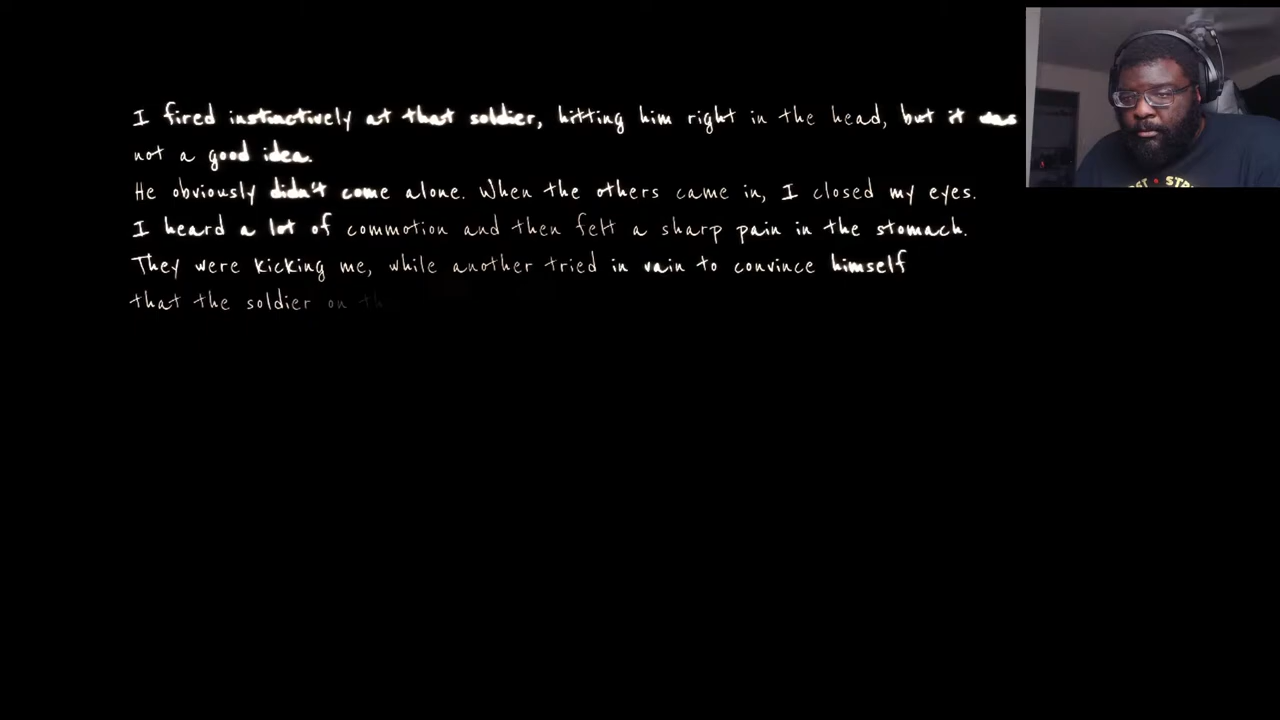 I fired instinctively at that soldier, hitting him right in the head, but it was
not a good idea.
He obviously didn't come alone. When the others came in, I closed my eyes.
I heard a lot of commotion and then felt a sharp pain in the stomach.
They were kicking me, while another tried in vain to convince himself
that the soldier on th